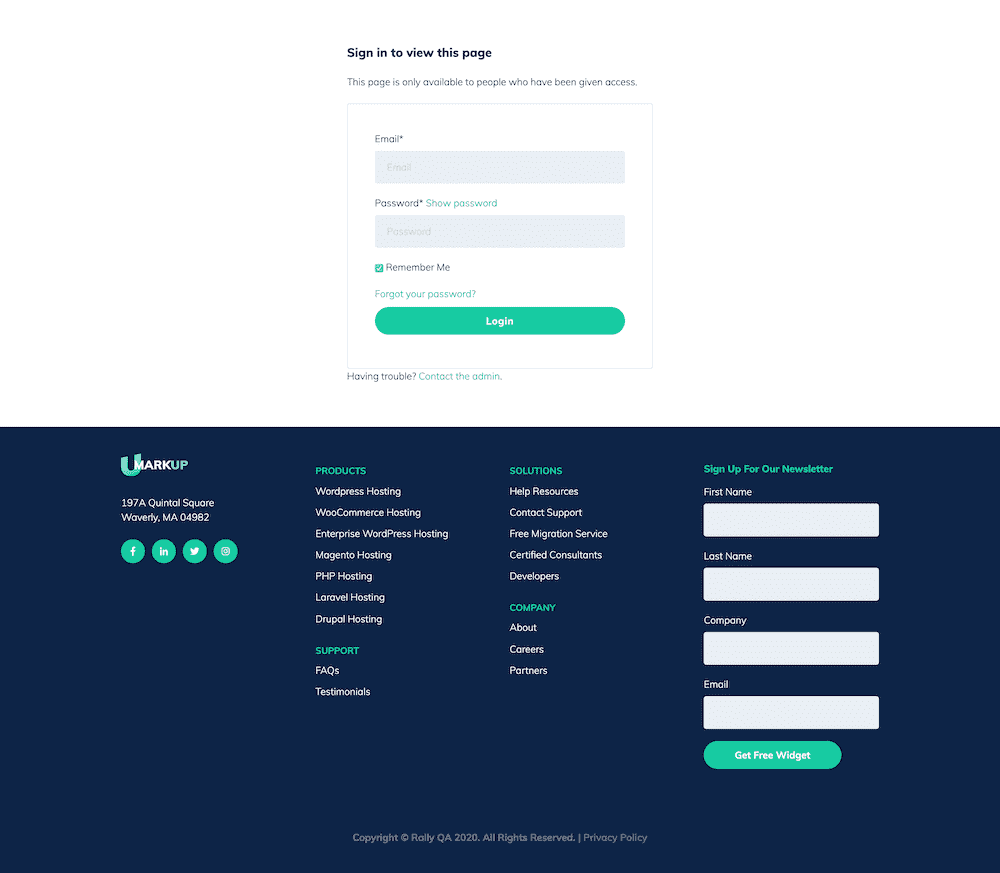 Sign in to view this page
This page is only available to people who have been given access.
Email*
Email
Password* Show password
Password
Remember Me
Forgot your password?
Login
Having trouble? Contact the admin.
UMARKUP
197A Quintal Square
Waverly, MA 04982
PRODUCTS
Wordpress Hosting
WooCommerce Hosting
Enterprise WordPress Hosting
Magento Hosting
PHP Hosting
Laravel Hosting
Drupal Hosting
SUPPORT
FAQs
Testimonials
SOLUTIONS
Help Resources
Contact Support
Free Migration Service
Certified Consultants
Developers
COMPANY
About
Careers
Partners
Sign Up For Our Newsletter
First Name
Last Name
Company
Email
Get Free Widget
Copyright © Rally QA 2020. All Rights Reserved. | Privacy Policy